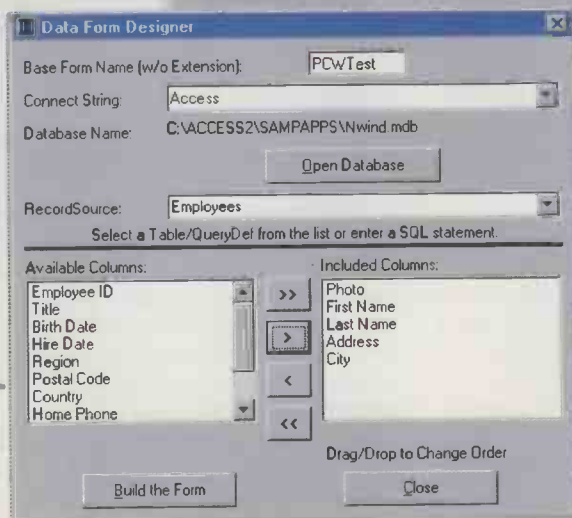 Data Form Designer
Base Form Name (w/o Extension): PCWTest
Connect String: Access
Database Name: C:\ACCESS2\SAMPAPPS\Nwind.mdb
Open Database
RecordSource: Employees
Select a Table/QueryDef from the list or enter a SQL statement.
Available Columns:
Employee ID
Title
Birth Date
Hire Date
Region
Postal Code
Country
Home Phone
>>
>
<
<<
Included Columns:
Photo
First Name
Last Name
Address
City
Drag/Drop to Change Order
Build the Form
Close